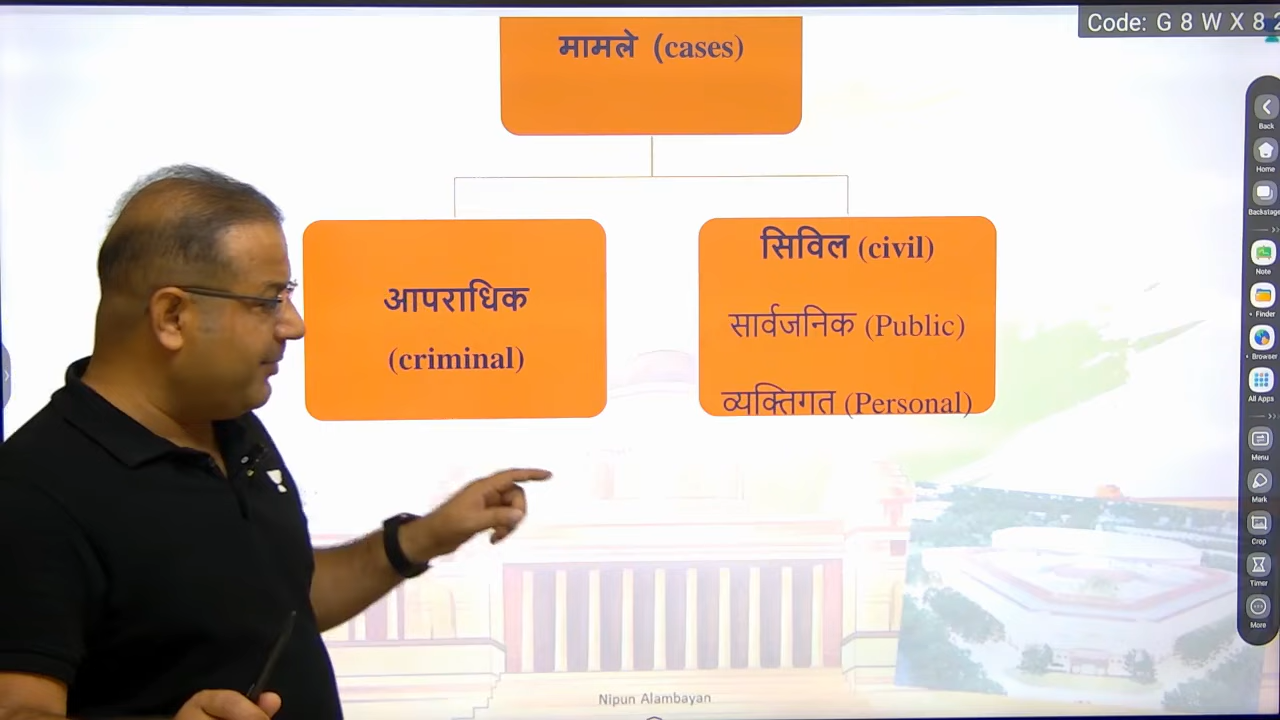 Code: G 8 W X 8 2
मामले (cases)
आपराधिक
(criminal)
सिविल (civil)
सार्वजनिक (Public)
व्यक्तिगत (Personal)
Back
Home
Backstage
Note
Finder
Browser
All Apps
Menu
Mark
Crop
Timer
More
Nipun Alambayan